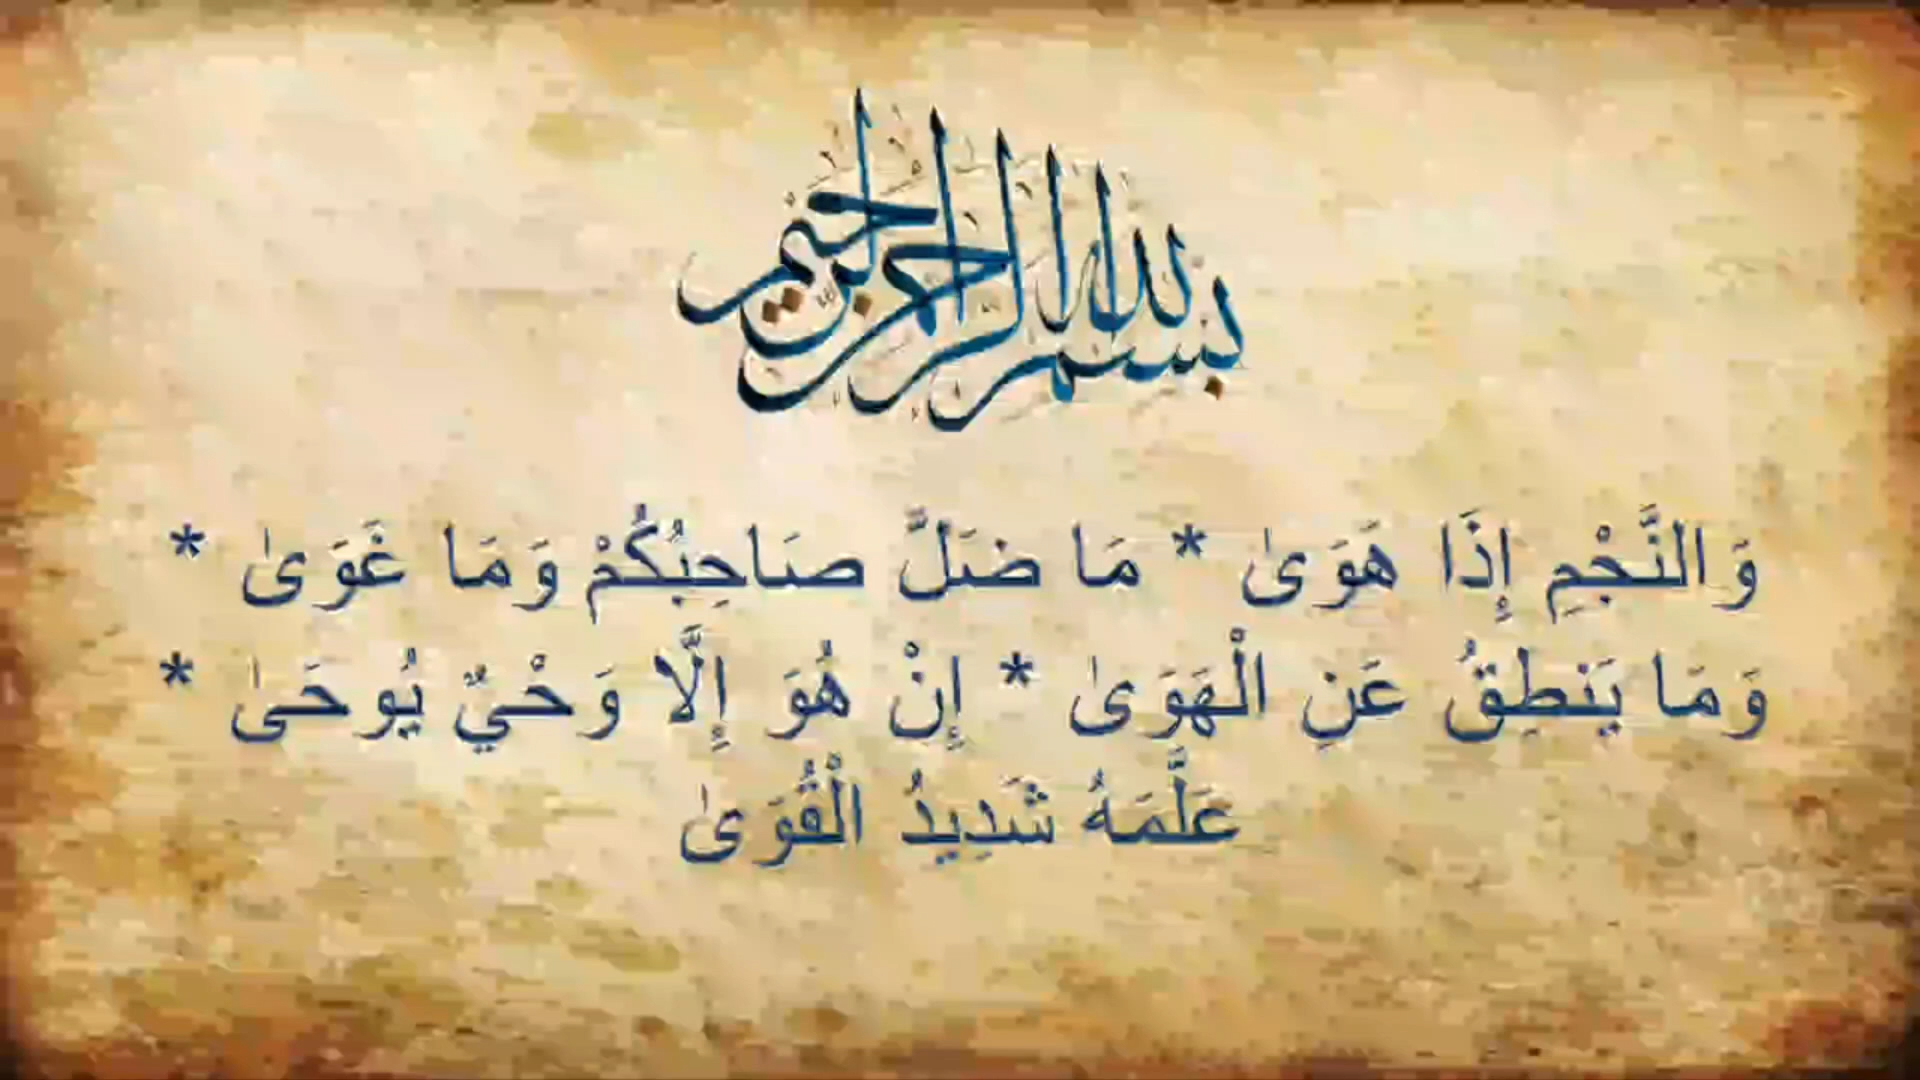 بسم الله الرحمن الرحيم
وَالنَّجْمِ إِذَا هَوَىٰ * مَا ضَلَّ صَاحِبُكُمْ وَمَا غَوَىٰ *
وَمَا يَنطِقُ عَنِ الْهَوَىٰ * إِنْ هُوَ إِلَّا وَحْيٌ يُوحَىٰ *
عَلَّمَهُ شَدِيدُ الْقُوَىٰ